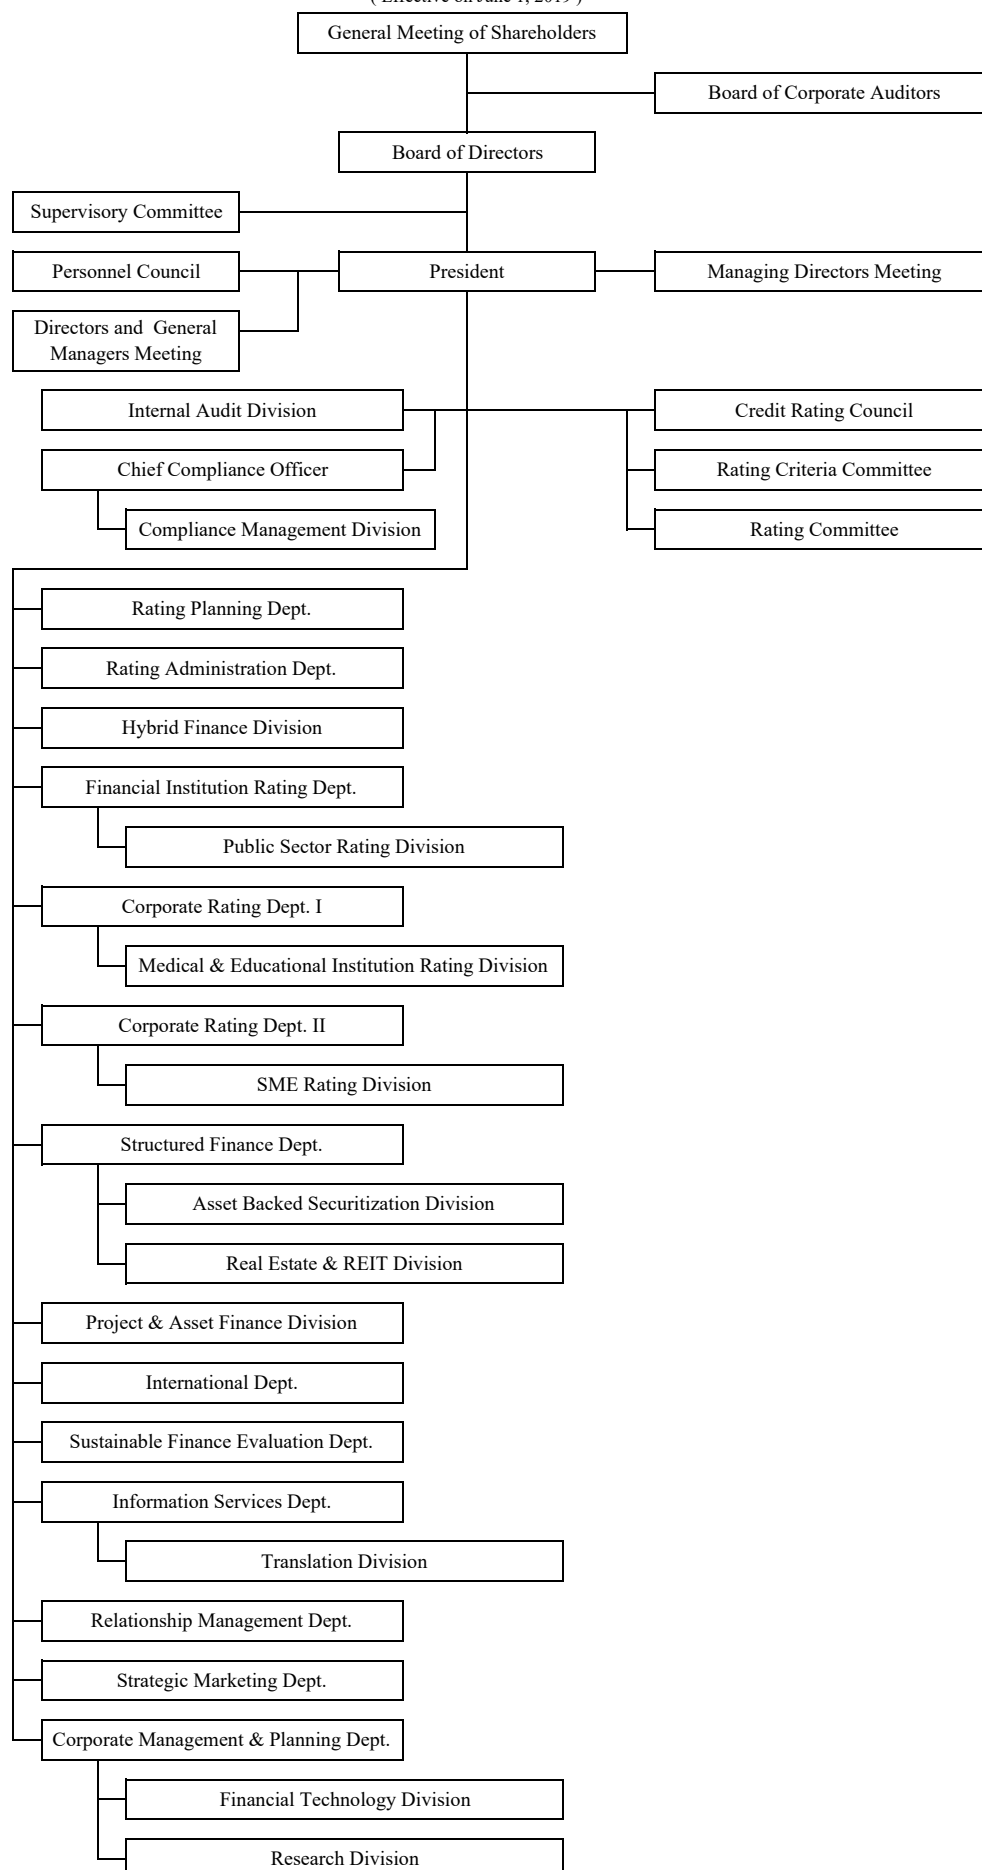 ( Effective on June 1, 2019 )
General Meeting of Shareholders
Board of Corporate Auditors
Board of Directors
Supervisory Committee
Personnel Council
President
Managing Directors Meeting
Directors and General
Managers Meeting
Internal Audit Division
Credit Rating Council
Chief Compliance Officer
Rating Criteria Committee
Compliance Management Division
Rating Committee
Rating Planning Dept.
Rating Administration Dept.
Hybrid Finance Division
Financial Institution Rating Dept.
Public Sector Rating Division
Corporate Rating Dept. I
Medical & Educational Institution Rating Division
Corporate Rating Dept. II
SME Rating Division
Structured Finance Dept.
Asset Backed Securitization Division
Real Estate & REIT Division
Project & Asset Finance Division
International Dept.
Sustainable Finance Evaluation Dept.
Information Services Dept.
Translation Division
Relationship Management Dept.
Strategic Marketing Dept.
Corporate Management & Planning Dept.
Financial Technology Division
Research Division